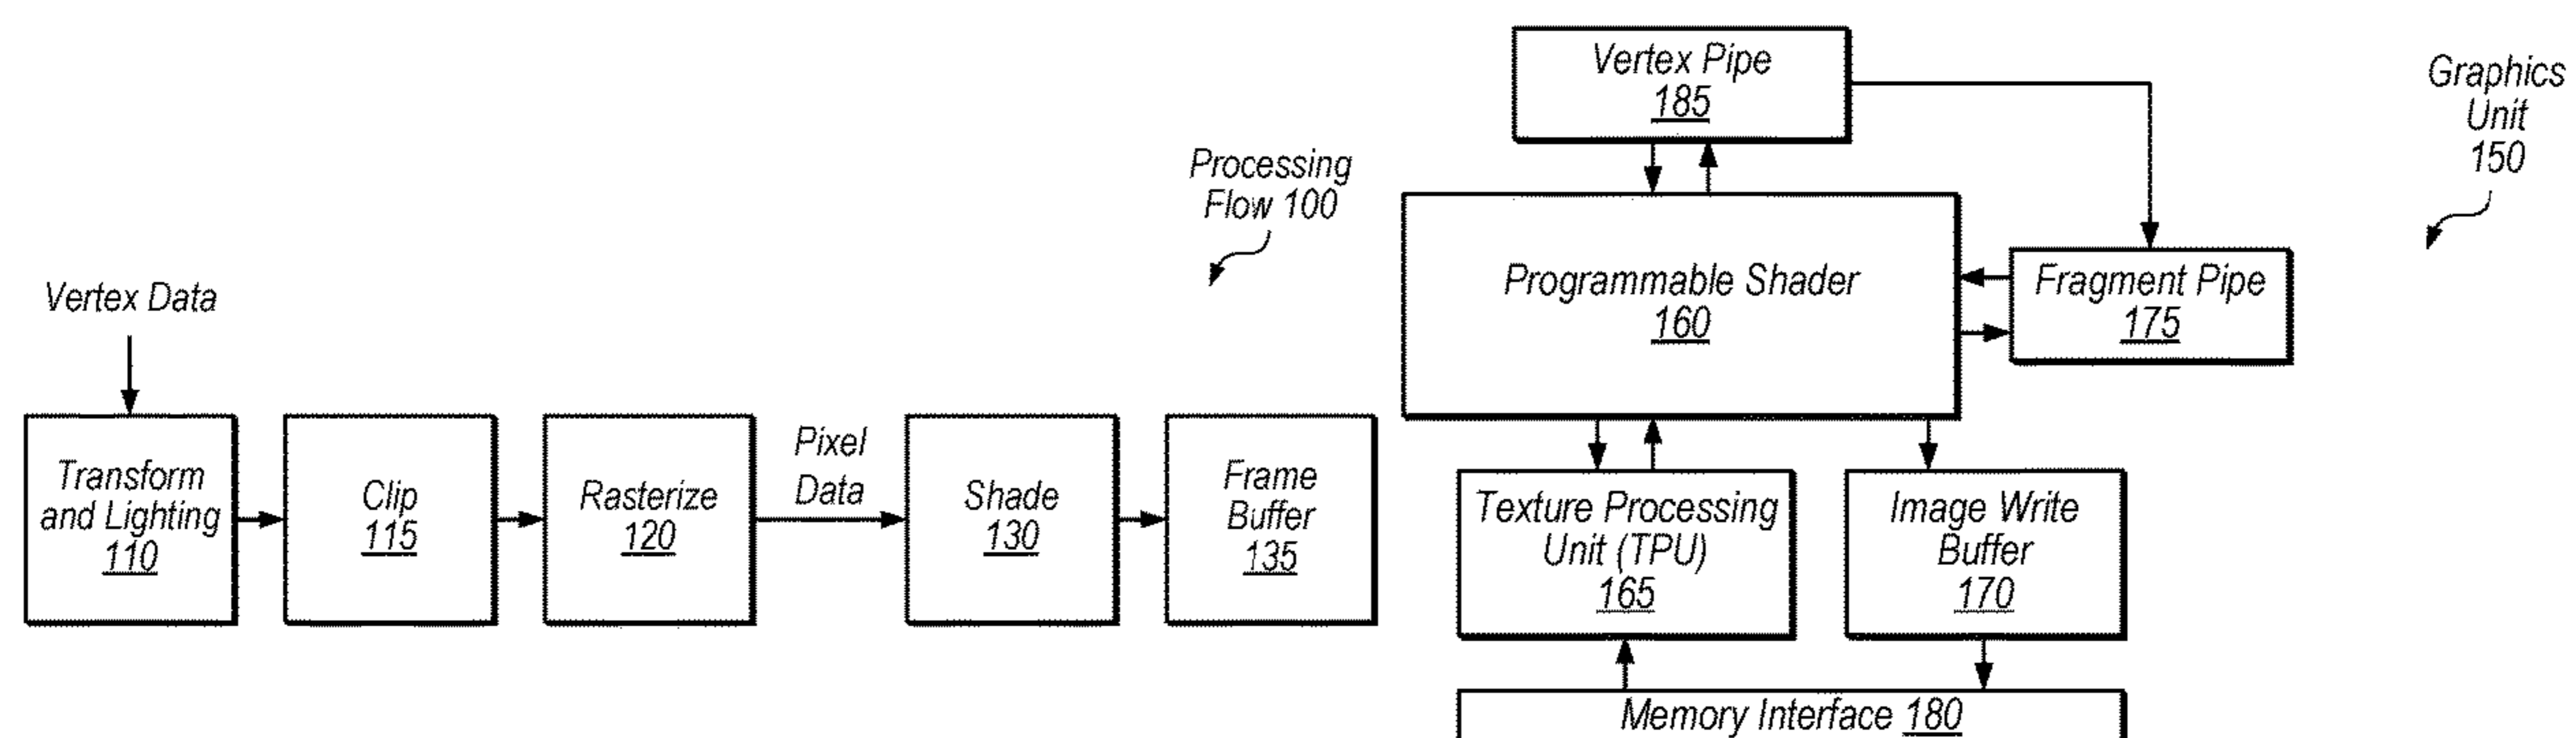 Processing
Flow 100
Vertex Data
Transform
and Lighting
110
Clip
115
Rasterize
120
Pixel
Data
Shade
130
Frame
Buffer
135
Graphics
Unit
150
Vertex Pipe
185
Programmable Shader
160
Fragment Pipe
175
Texture Processing
Unit (TPU)
165
Image Write
Buffer
170
Memory Interface 180